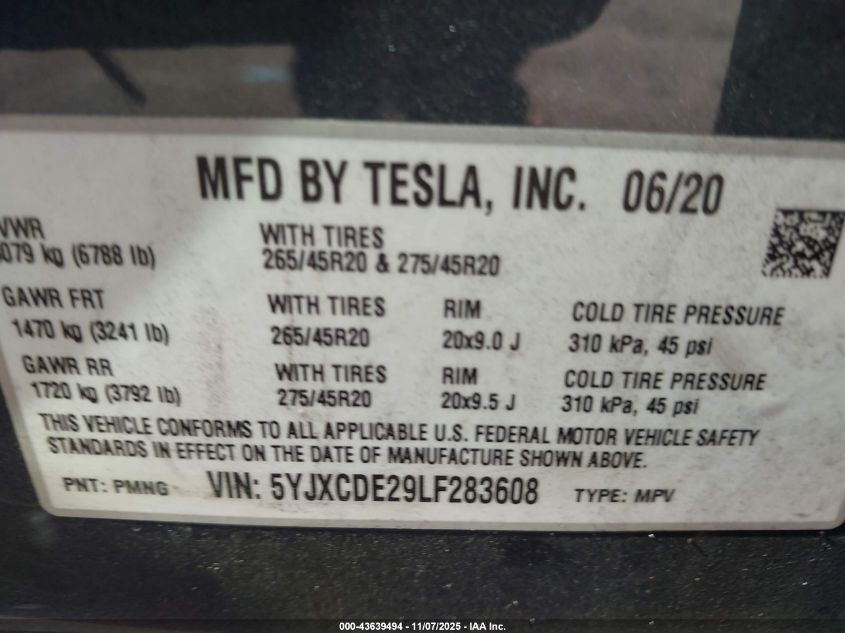 MFD BY TESLA, INC. 06/20
VWR
079 kg (6788 lb)
WITH TIRES
265/45R20 & 275/45R20
GAWR FRT
1470 kg (3241 lb)
WITH TIRES
265/45R20
RIM
20x9.0 J
COLD TIRE PRESSURE
310 kPa, 45 psi
GAWR RR
1720 kg (3792 lb)
WITH TIRES
275/45R20
RIM
20x9.5 J
COLD TIRE PRESSURE
310 kPa, 45 psi
THIS VEHICLE CONFORMS TO ALL APPLICABLE U.S. FEDERAL MOTOR VEHICLE SAFETY
STANDARDS IN EFFECT ON THE DATE OF MANUFACTURE SHOWN ABOVE.
PNT: PMNG VIN: 5YJXCDE29LF283608 TYPE: MPV
000-43639494 - 11/07/2025 - IAA Inc.